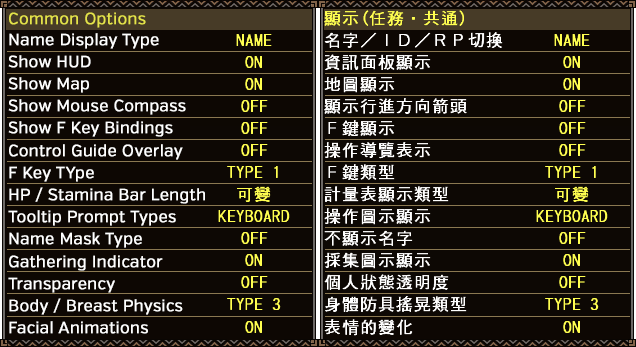 Common Options
Name Display Type NAME
Show HUD ON
Show Map ON
Show Mouse Compass OFF
Show F Key Bindings OFF
Control Guide Overlay OFF
F Key TYpe TYPE 1
HP / Stamina Bar Length 可變
Tooltip Prompt Types KEYBOARD
Name Mask Type OFF
Gathering Indicator ON
Transparency OFF
Body / Breast Physics TYPE 3
Facial Animations ON
顯示(任務・共通)
名字／ＩＤ／ＲＰ切換 NAME
資訊面板顯示 ON
地圖顯示 ON
顯示行進方向箭頭 OFF
Ｆ鍵顯示 OFF
操作導覽表示 OFF
Ｆ鍵類型 TYPE 1
計量表顯示類型 可變
操作圖示顯示 KEYBOARD
不顯示名字 OFF
採集圖示顯示 ON
個人狀態透明度 OFF
身體防具搖晃類型 TYPE 3
表情的變化 ON